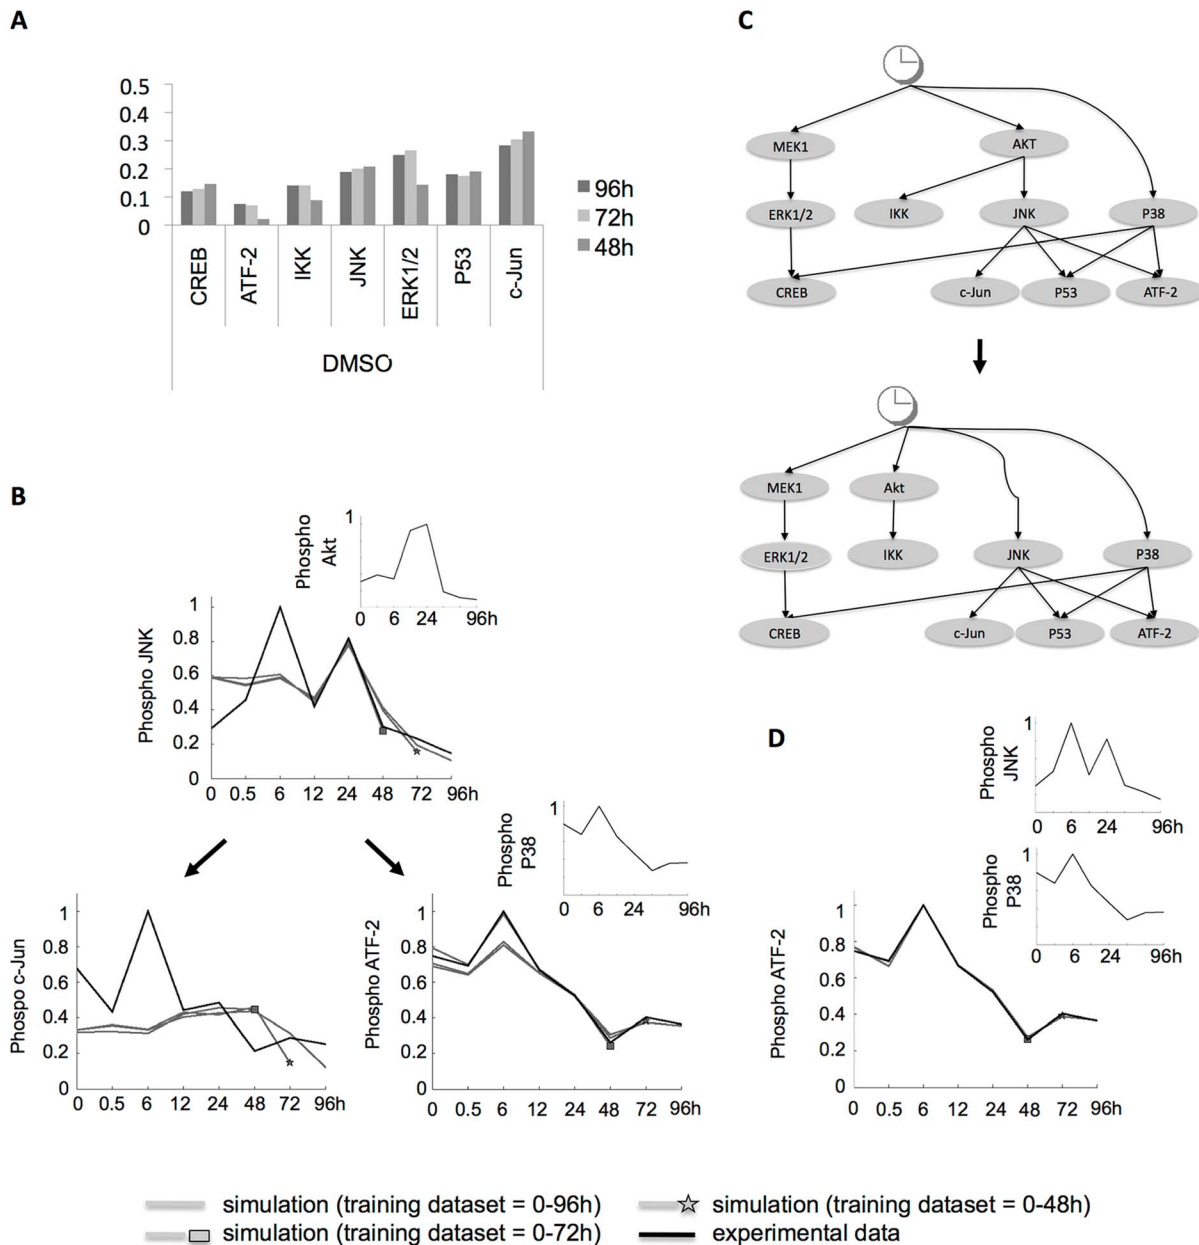 A
0.5
0.4
0.3
0.2
0.1
0
96h
72h
48h
CREB
ATF-2
IKK
JNK
ERK1/2
P53
c-Jun
DMSO
B
Phospho
Akt
1
0 6 24 96h
Phospho JNK
1
0.8
0.6
0.4
0.2
0
0 0.5 6 12 24 48 72 96h
Phospo c-Jun
1
0.8
0.6
0.4
0.2
0
0 0.5 6 12 24 48 72 96h
Phospho
P38
1
0 6 24 96h
Phospho ATF-2
1
0.8
0.6
0.4
0.2
0
0 0.5 6 12 24 48 72 96h
C
MEK1 AKT
ERK1/2 IKK JNK P38
CREB c-Jun P53 ATF-2
MEK1 Akt
ERK1/2 IKK JNK P38
CREB c-Jun P53 ATF-2
D
Phospho
JNK
1
0 6 24 96h
Phospho
P38
1
0 6 24 96h
Phospho ATF-2
1
0.8
0.6
0.4
0.2
0
0 0.5 6 12 24 48 72 96h
simulation (training dataset = 0-96h)
simulation (training dataset = 0-48h)
simulation (training dataset = 0-72h)
experimental data